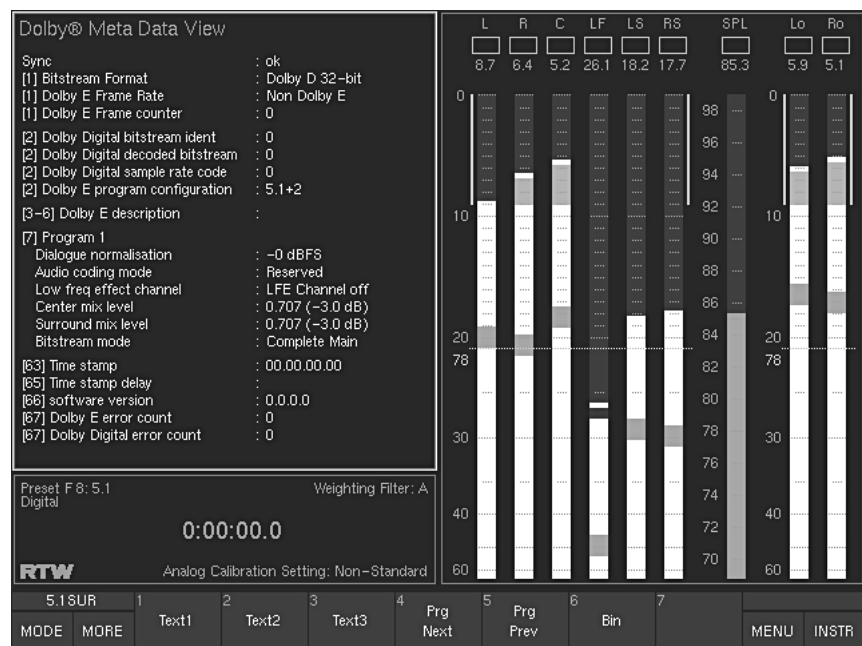 Dolby® Meta Data View
Sync : ok
[1] Bitstream Format : Dolby D 32-bit
[1] Dolby E Frame Rate : Non Dolby E
[1] Dolby E Frame counter : 0
[2] Dolby Digital bitstream ident : 0
[2] Dolby Digital decoded bitstream : 0
[2] Dolby Digital sample rate code : 0
[2] Dolby E program configuration : 5.1+2
[3-6] Dolby E description :
[7] Program 1
Dialogue normalisation : -0 dBFS
Audio coding mode : Reserved
Low freq effect channel : LFE Channel off
Center mix level : 0.707 (-3.0 dB)
Surround mix level : 0.707 (-3.0 dB)
Bitstream mode : Complete Main
[63] Time stamp : 00.00.00.00
[65] Time stamp delay :
[66] software version : 0.0.0.0
[67] Dolby E error count : 0
[67] Dolby Digital error count : 0
Preset F 8: 5.1 Weighting Filter: A
Digital
0:00:00.0
RTW Analog Calibration Setting: Non-Standard
L R C LF LS RS SPL Lo Ro
8.7 6.4 5.2 26.1 18.2 17.7 85.3 5.9 5.1
0 0
98
96
94
92
10 10
90
88
86
84
20 20
78 78
82
80
78
30 30
76
74
40 40
72
70
60 60
5.1SUR 1 2 3 4 5 6 7
MODE MORE Text1 Text2 Text3 Prg Next Prg Prev Bin MENU INSTR